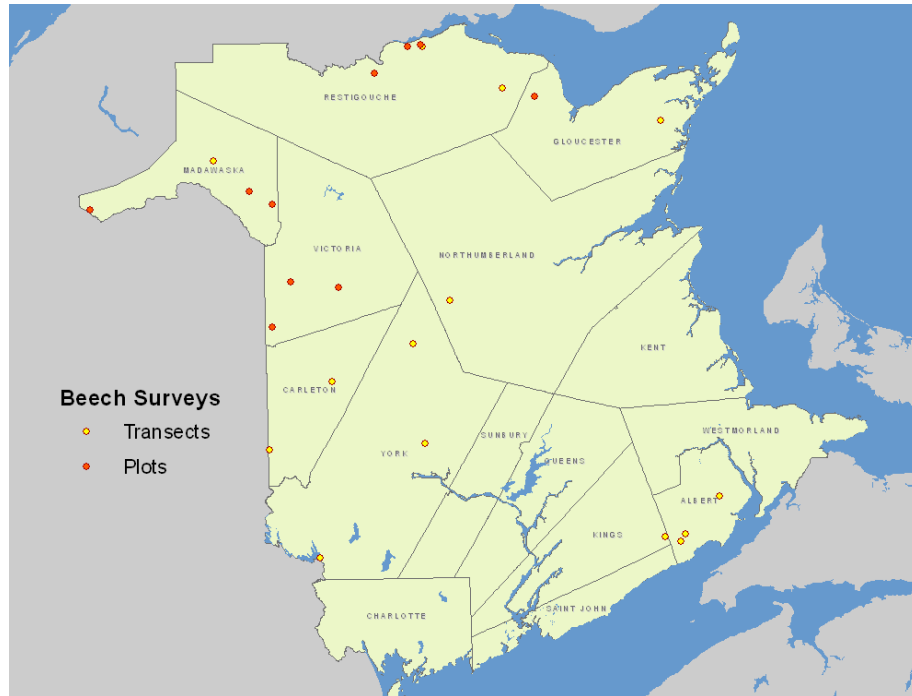 RESTIGOUCHE
GLOUCESTER
MADAWASKA
VICTORIA
NORTHUMBERLAND
KENT
CARLETON
Beech Surveys
Transects
Plots
YORK
SUNBURY
QUEENS
WESTMORLAND
ALBERT
KINGS
SAINT JOHN
CHARLOTTE